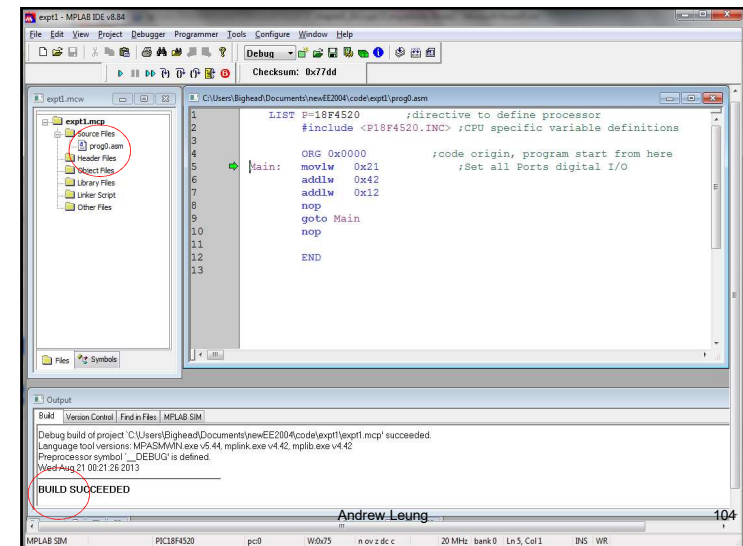 expt1 - MPLAB IDE v8.84
File Edit View Project Debugger Programmer Tools Configure Window Help
Debug
Checksum: 0x77dd
expt1.mcw
expt1.mcp
Source Files
prog0.asm
Header Files
Object Files
Library Files
Linker Script
Other Files
Files Symbols
C:\Users\Bighead\Documents\newEE2004\code\expt1\prog0.asm
1 LIST P=18F4520 ;directive to define processor
2 #include <P18F4520.INC> ;CPU specific variable definitions
3
4 ORG 0x0000 ;code origin, program start from here
5 Main: movlw 0x21 ;Set all Ports digital I/O
6 addlw 0x42
7 addlw 0x12
8 nop
9 goto Main
10 nop
11
12 END
13
Output
Build Version Control Find in Files MPLAB SIM
Debug build of project `C:\Users\Bighead\Documents\newEE2004\code\expt1\expt1.mcp' succeeded.
Language tool versions: MPASMWIN.exe v5.44, mplink.exe v4.42, mplib.exe v4.42
Preprocessor symbol `__DEBUG' is defined.
Wed Aug 21 00:21:26 2013
BUILD SUCCEEDED
Andrew Leung 104
MPLAB SIM PIC18F4520 pc:0 W:0x75 n ov z dc c 20 MHz bank 0 Ln 5, Col 1 INS WR